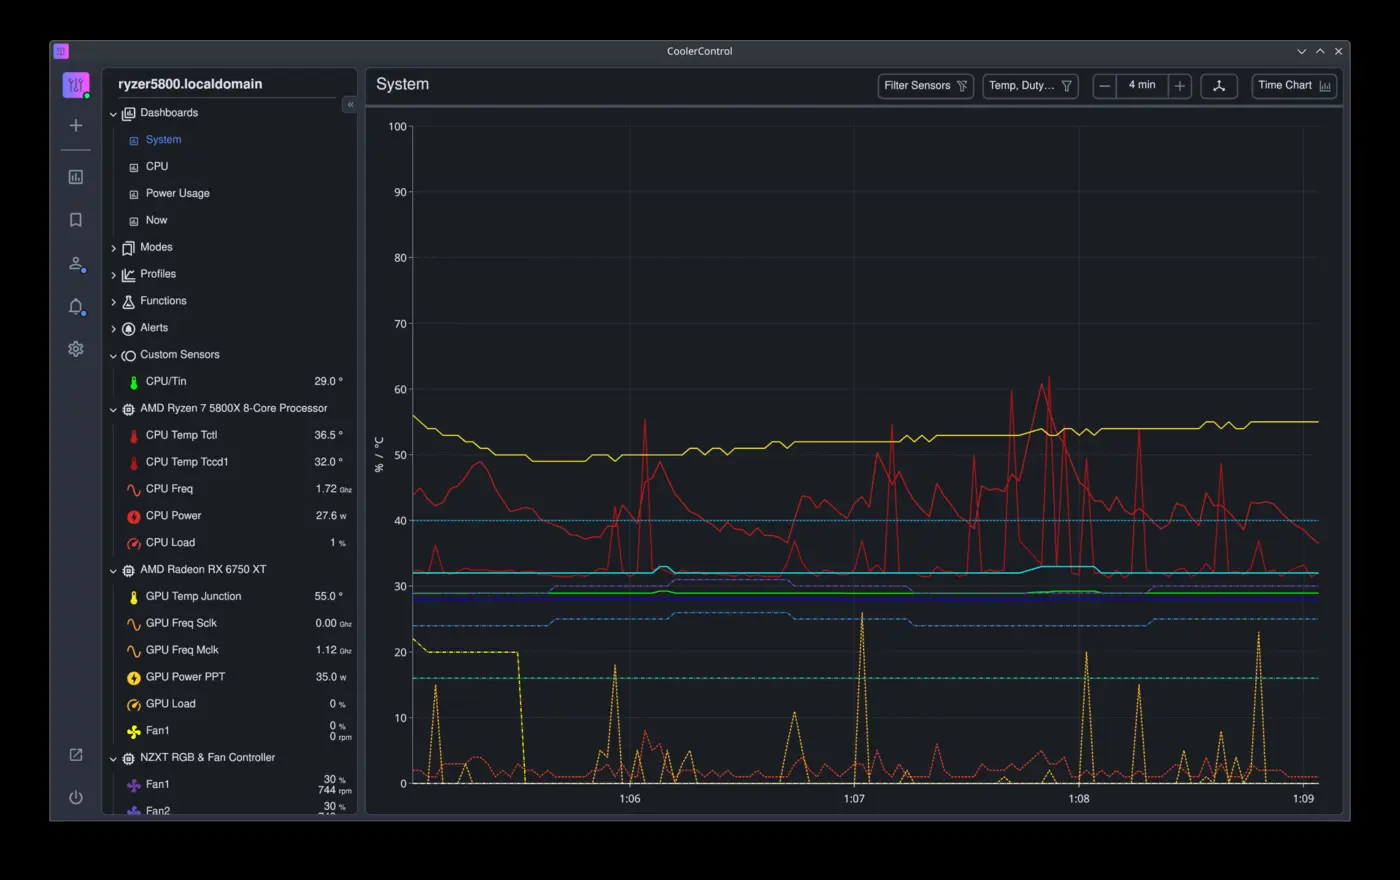 CoolerControl
ryzer5800.localdomain
«
Dashboards
System
CPU
Power Usage
Now
Modes
Profiles
Functions
Alerts
Custom Sensors
CPU/Tin 29.0 °
AMD Ryzen 7 5800X 8-Core Processor
CPU Temp Tctl 36.5 °
CPU Temp Tccd1 32.0 °
CPU Freq 1.72 Ghz
CPU Power 27.6 W
CPU Load 1 %
AMD Radeon RX 6750 XT
GPU Temp Junction 55.0 °
GPU Freq Sclk 0.00 Ghz
GPU Freq Mclk 1.12 Ghz
GPU Power PPT 35.0 W
GPU Load 0 %
Fan1 0 %
0 rpm
NZXT RGB & Fan Controller
Fan1 30 %
744 rpm
Fan2 30 %
System
Filter Sensors
Temp, Duty...
4 min
Time Chart
100
90
80
70
60
50
40
30
20
10
0
% / °C
1:06 1:07 1:08 1:09